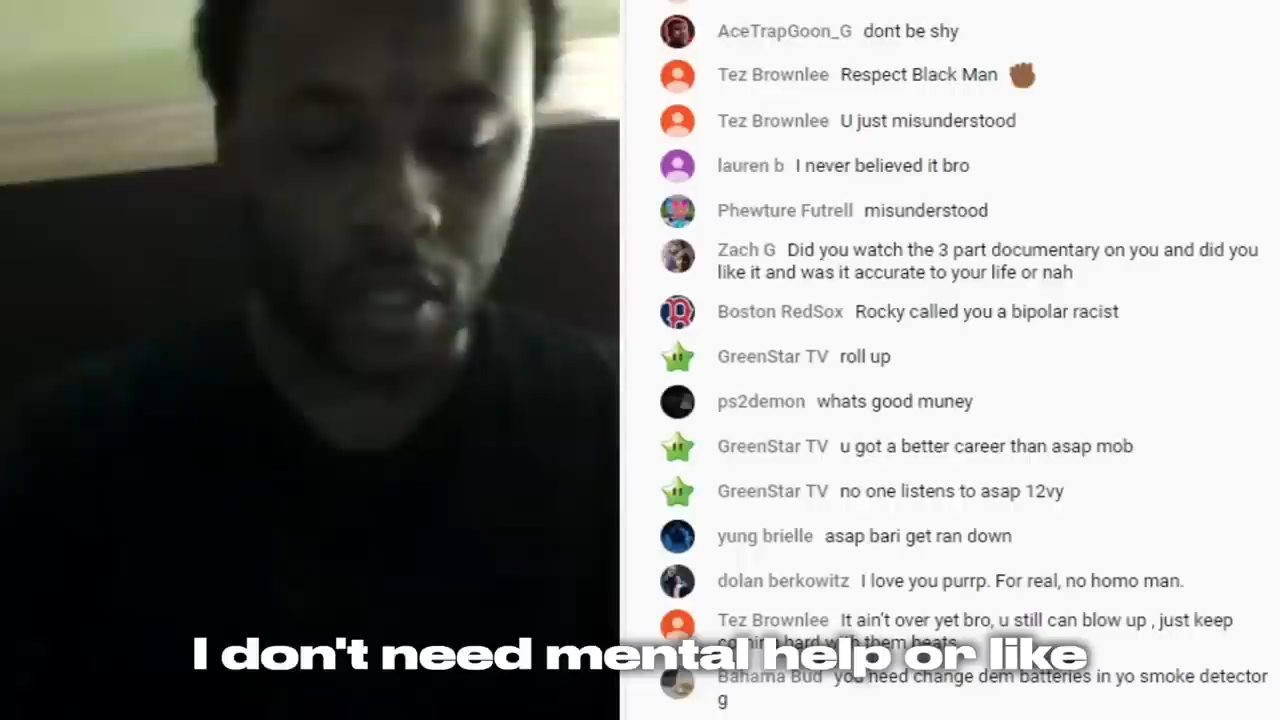 AceTrapGoon_G dont be shy
Tez Brownlee Respect Black Man
Tez Brownlee U just misunderstood
lauren b I never believed it bro
Phewture Futrell misunderstood
Zach G Did you watch the 3 part documentary on you and did you
like it and was it accurate to your life or nah
Boston RedSox Rocky called you a bipolar racist
GreenStar TV roll up
ps2demon whats good muney
GreenStar TV u got a better career than asap mob
GreenStar TV no one listens to asap 12vy
yung brielle asap bari get ran down
dolan berkowitz I love you purrp. For real, no homo man.
Tez Brownlee It ain't over yet bro, u still can blow up , just keep
hard with them beats
I don't need mental help or like
Bahama Bud you need change dem batteries in yo smoke detector
g